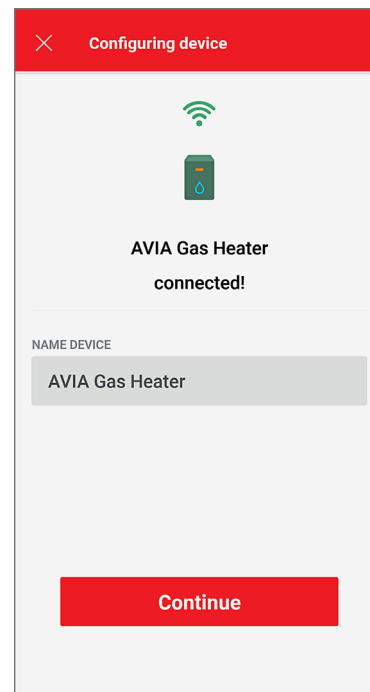 Configuring device
AVIA Gas Heater
connected!
NAME DEVICE
AVIA Gas Heater
Continue